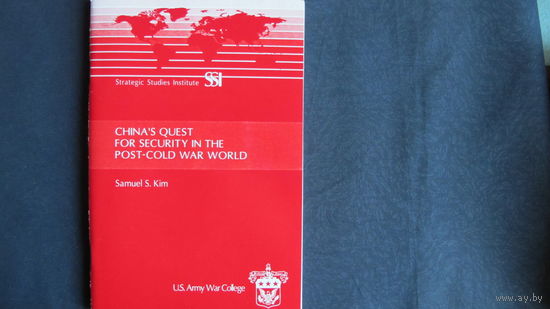 Strategic Studies Institute SSI
CHINA'S QUEST
FOR SECURITY IN THE
POST-COLD WAR WORLD
Samuel S. Kim
U.S. Army War College
www.ay.by